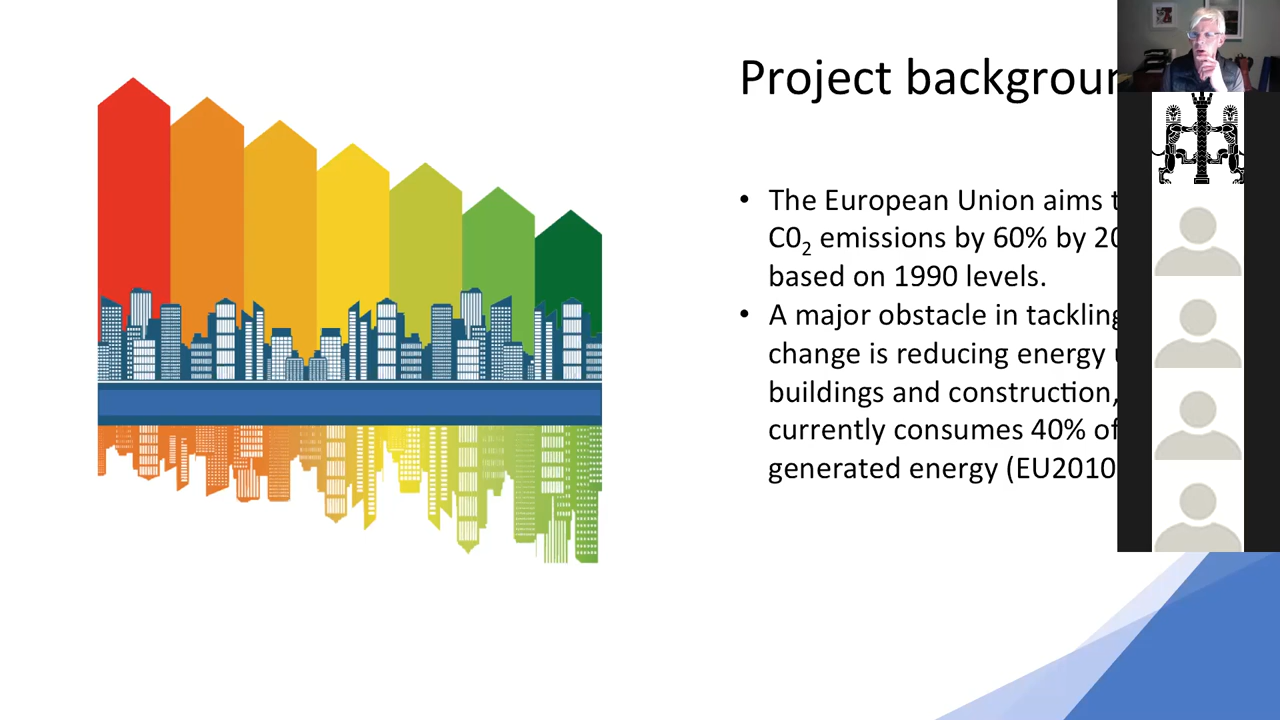 Project backgroun
• The European Union aims t
C0₂ emissions by 60% by 20
based on 1990 levels.
• A major obstacle in tackling
change is reducing energy
buildings and construction,
currently consumes 40% of
generated energy (EU2010